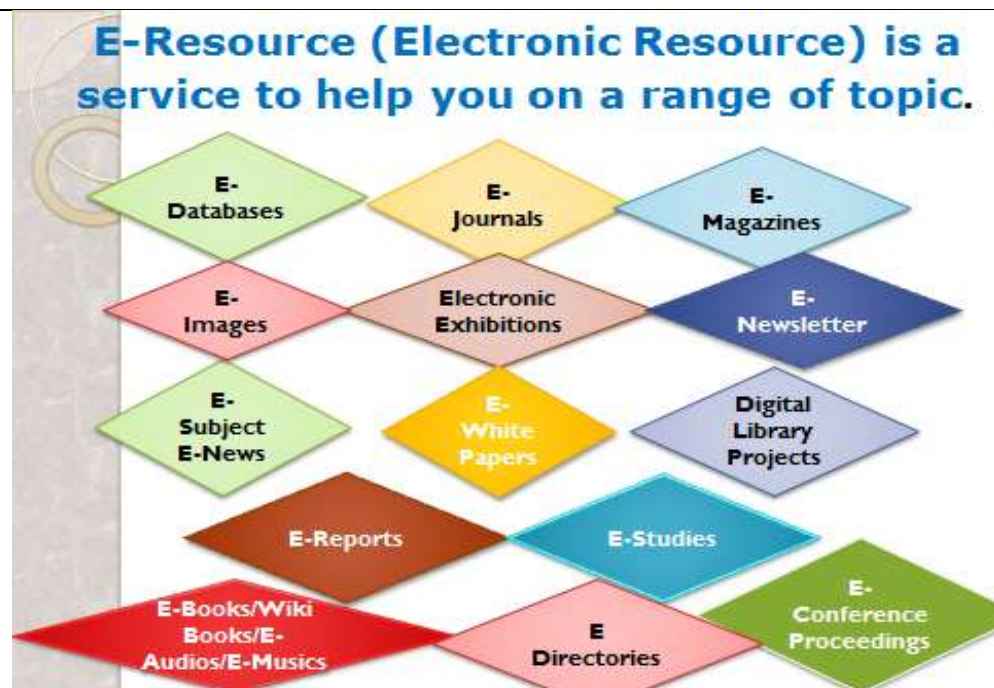 E-Resource (Electronic Resource) is a
service to help you on a range of topic.
E-
Databases
E-
Journals
E-
Magazines
E-
Images
Electronic
Exhibitions
E-
Newsletter
E-
Subject
E-News
E-
White
Papers
Digital
Library
Projects
E-Reports
E-Studies
E-Books/Wiki
Books/E-
Audios/E-Musics
E
Directories
E-
Conference
Proceedings